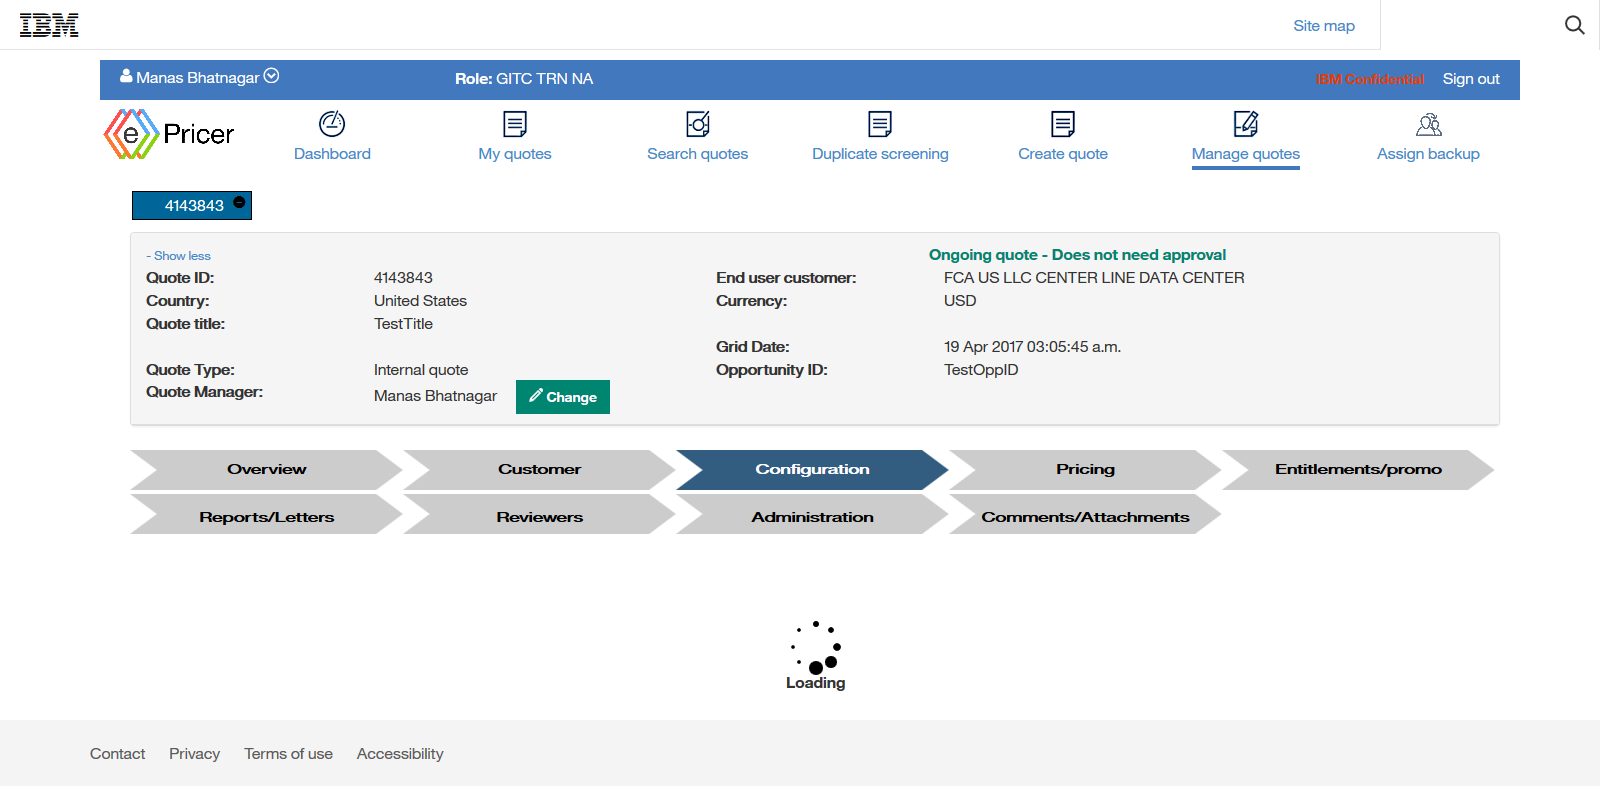 IBM
Site map
Manas Bhatnagar
Role: GITC TRN NA
IBM Confidential
Sign out
e Pricer
Dashboard
My quotes
Search quotes
Duplicate screening
Create quote
Manage quotes
Assign backup
4143843
- Show less
Ongoing quote - Does not need approval
Quote ID: 4143843
End user customer: FCA US LLC CENTER LINE DATA CENTER
Country: United States
Currency: USD
Quote title: TestTitle
Grid Date: 19 Apr 2017 03:05:45 a.m.
Quote Type: Internal quote
Opportunity ID: TestOppID
Quote Manager: Manas Bhatnagar
Change
Overview
Customer
Configuration
Pricing
Entitlements/promo
Reports/Letters
Reviewers
Administration
Comments/Attachments
Loading
Contact
Privacy
Terms of use
Accessibility